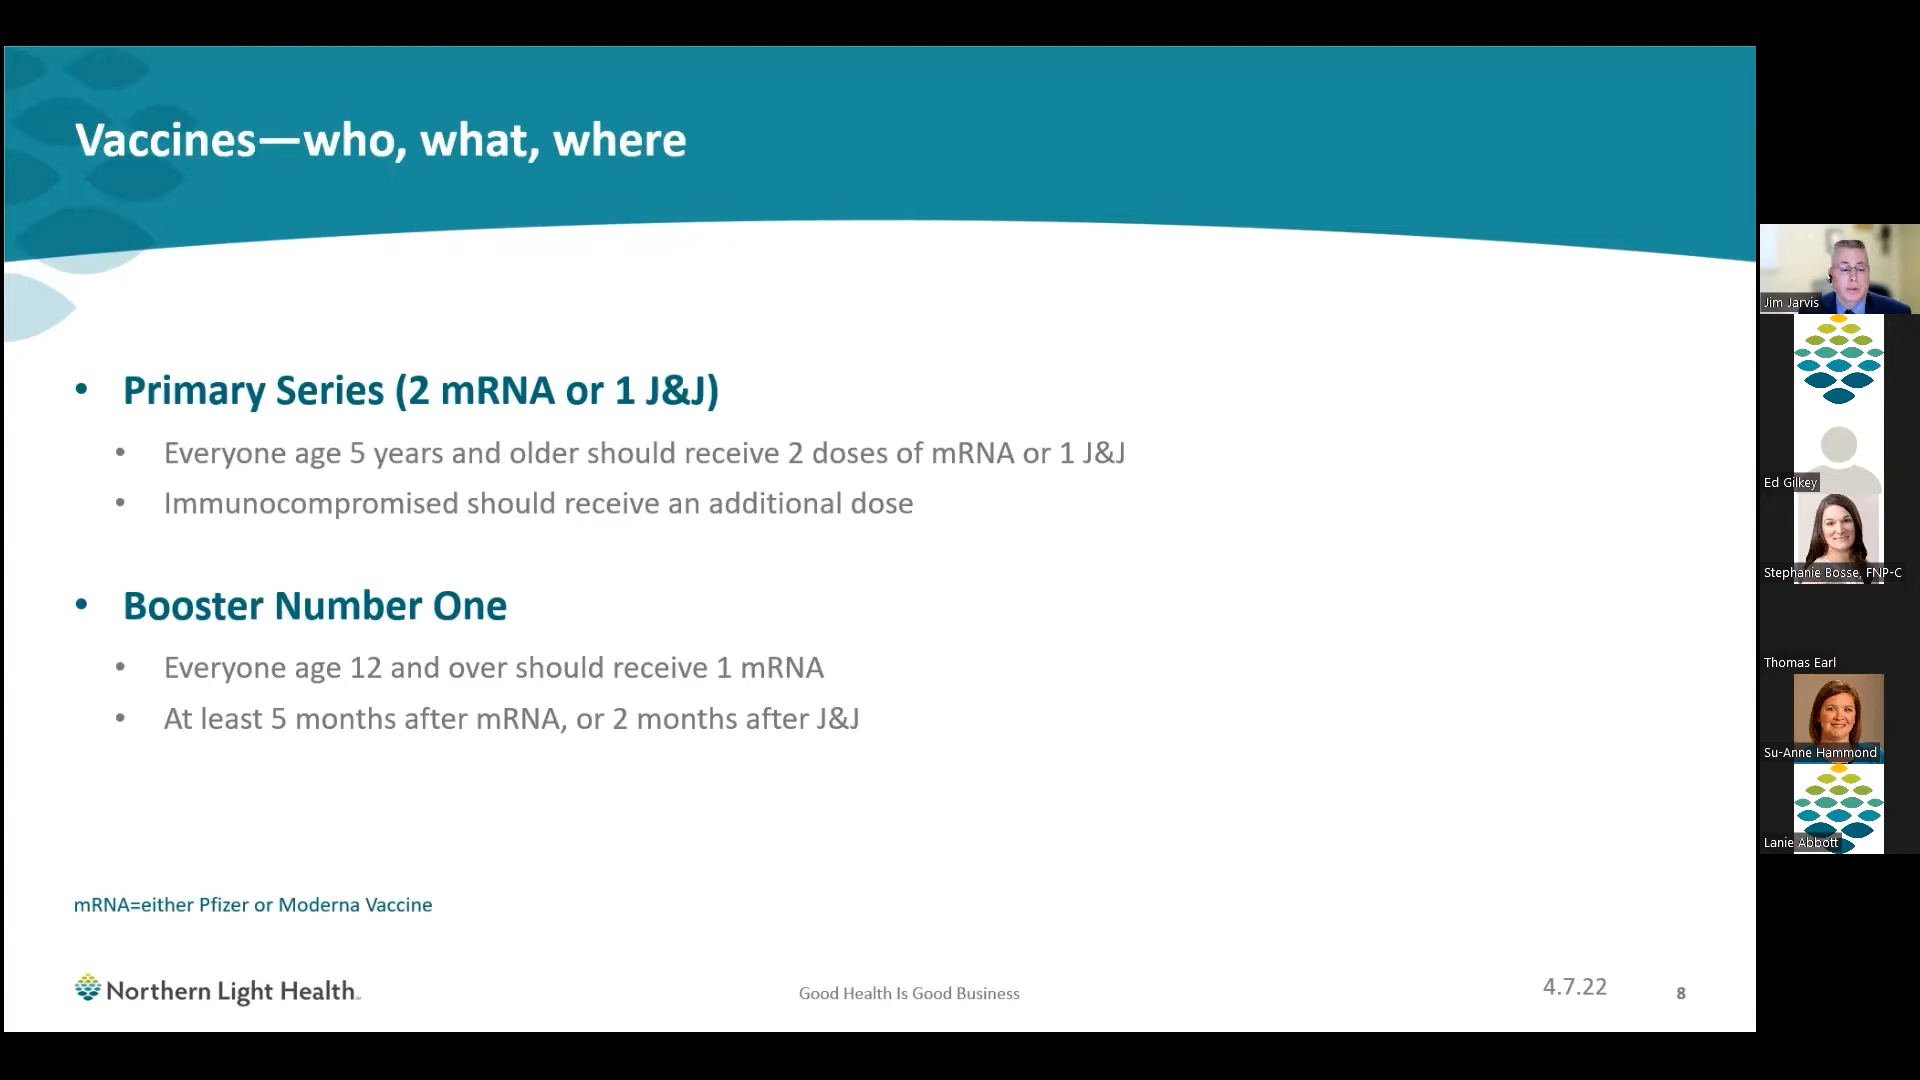 Vaccines—who, what, where
• Primary Series (2 mRNA or 1 J&J)
• Everyone age 5 years and older should receive 2 doses of mRNA or 1 J&J
• Immunocompromised should receive an additional dose
• Booster Number One
• Everyone age 12 and over should receive 1 mRNA
• At least 5 months after mRNA, or 2 months after J&J
mRNA=either Pfizer or Moderna Vaccine
Northern Light Health
Good Health Is Good Business
4.7.22
8
Jim Jarvis
Ed Gilkey
Stephanie Bosse, FNP-C
Thomas Earl
Su-Anne Hammond
Lanie Abbott